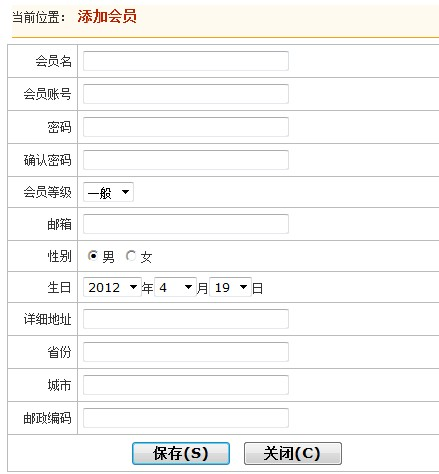 当前位置： 添加会员
会员名
会员账号
密码
确认密码
会员等级 一般
邮箱
性别 男 女
生日 2012 年 4 月 19 日
详细地址
省份
城市
邮政编码
保存(S) 关闭(C)